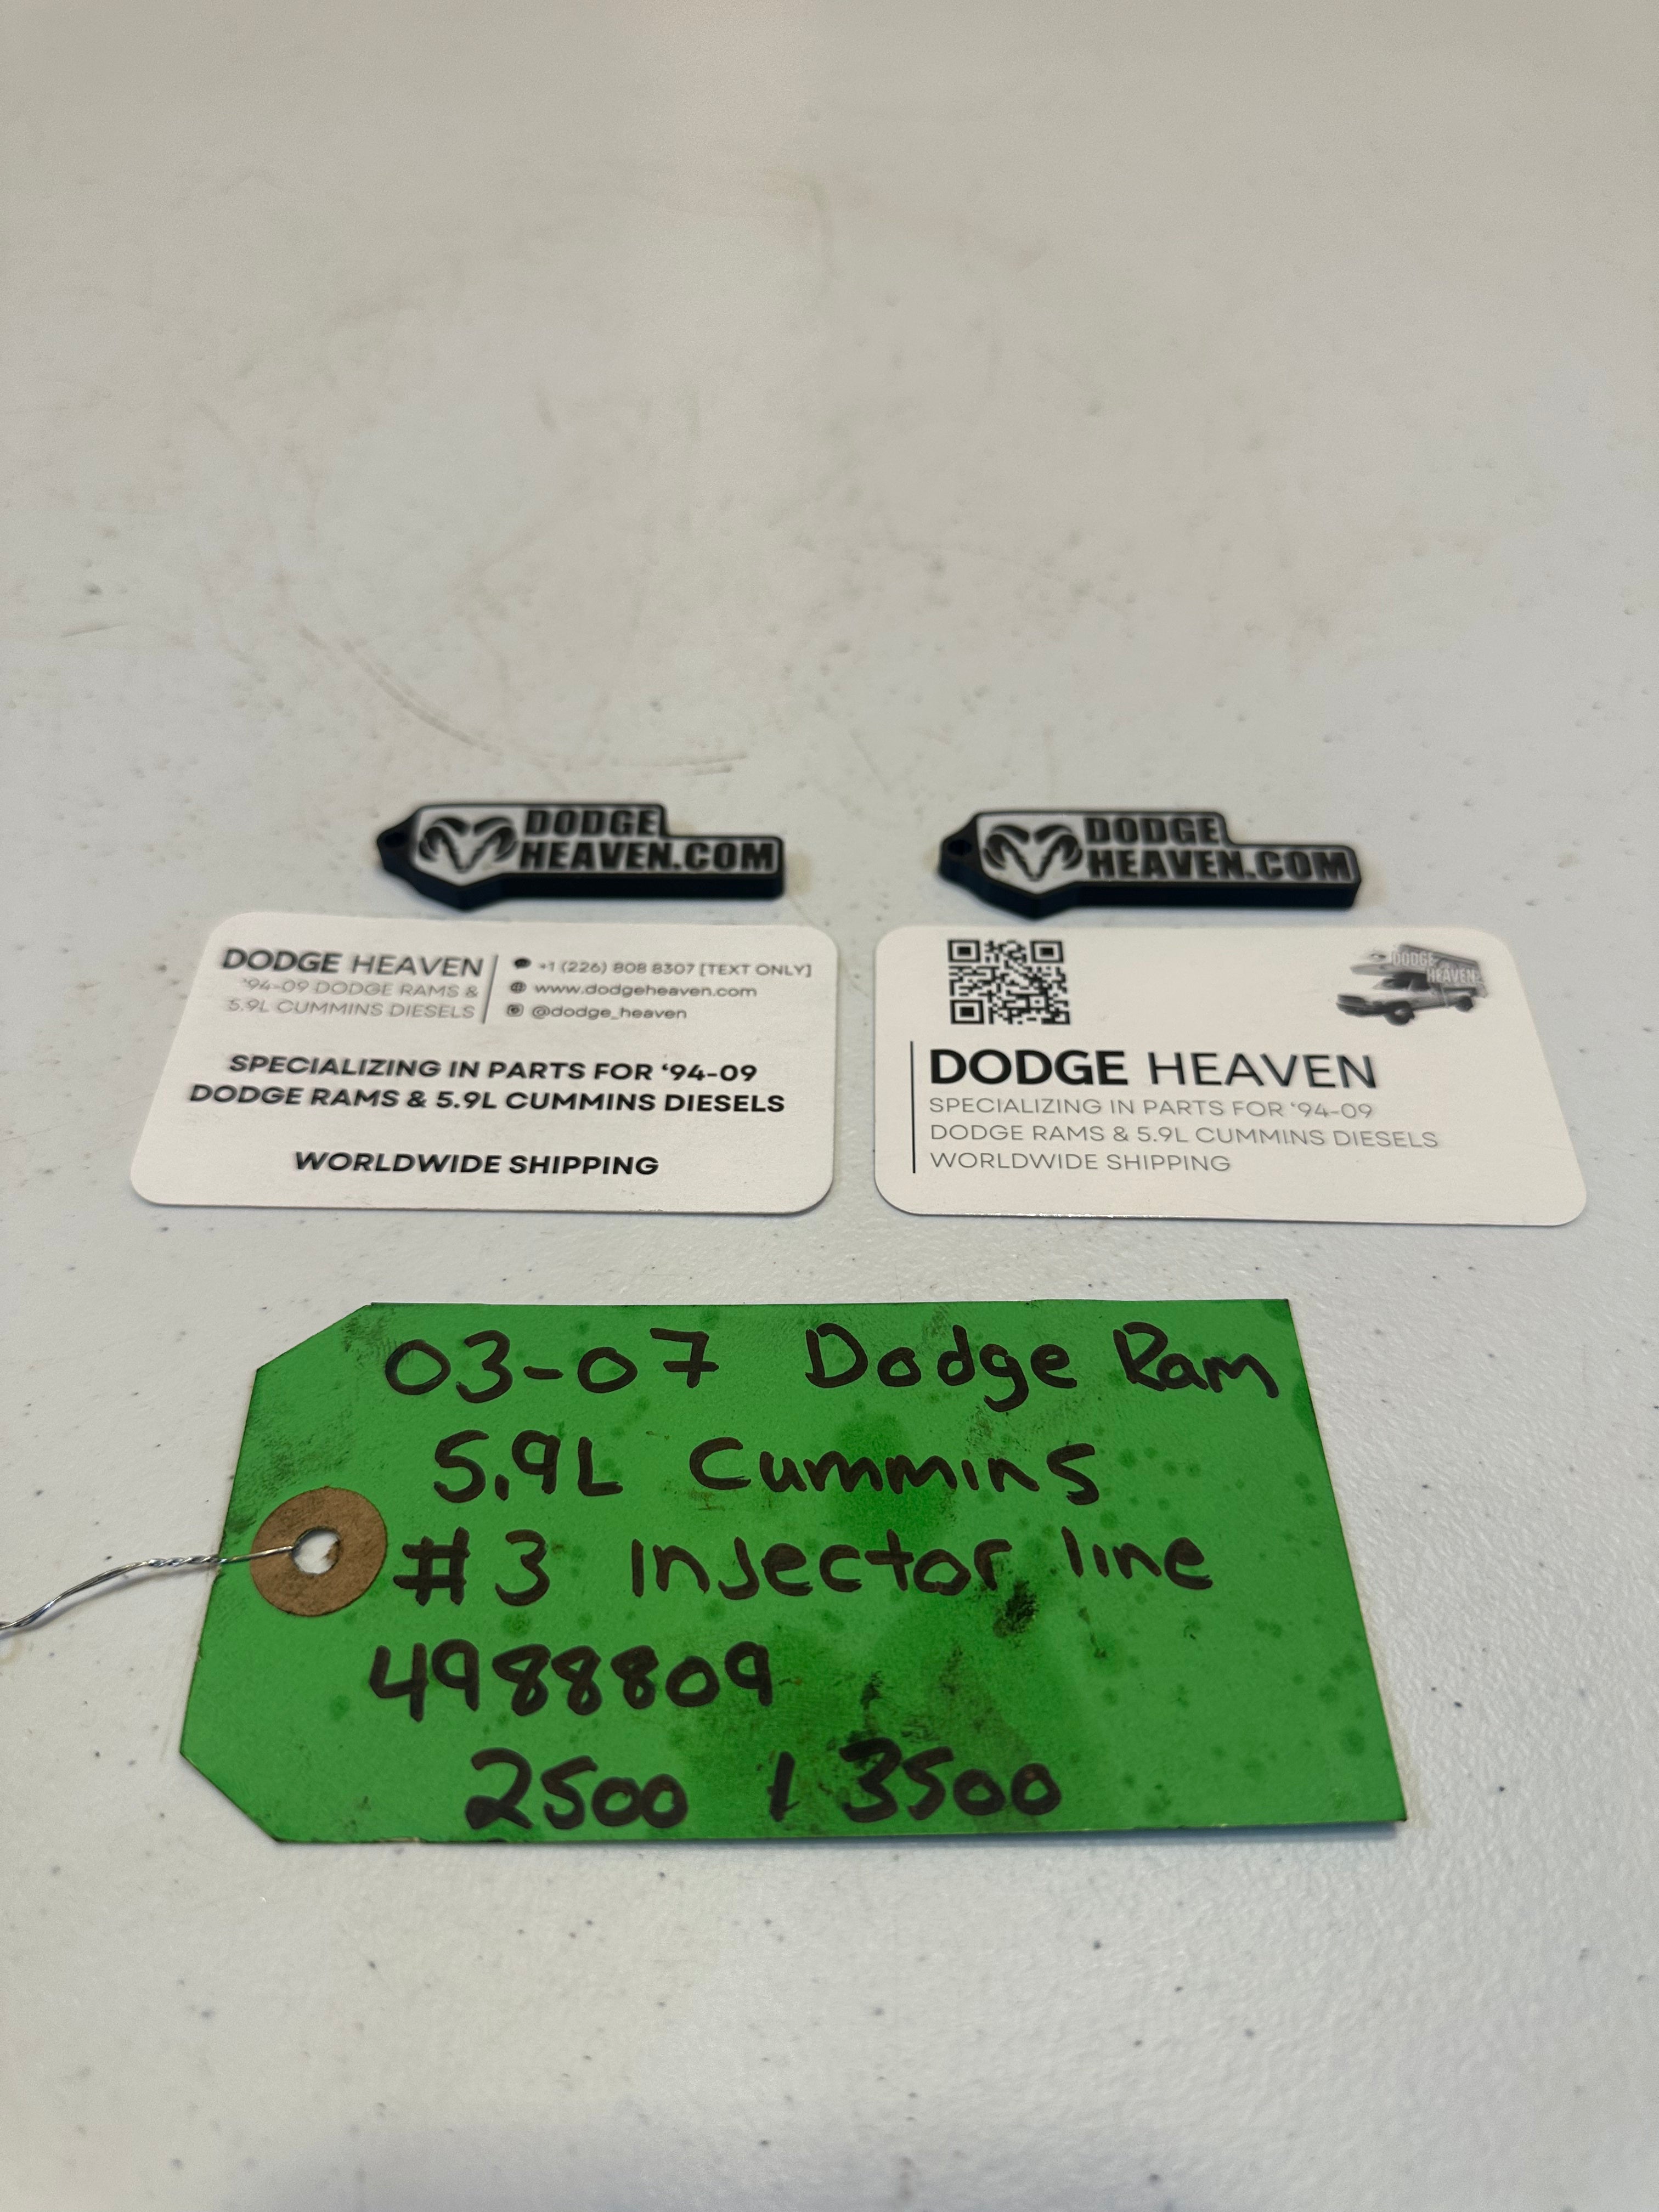 DODGE
HEAVEN.COM
DODGE
HEAVEN.COM
DODGE HEAVEN
'94-09 DODGE RAMS &
5.9L CUMMINS DIESELS
+1 (226) 808 8307 [TEXT ONLY]
www.dodgeheaven.com
@dodge_heaven
SPECIALIZING IN PARTS FOR '94-09
DODGE RAMS & 5.9L CUMMINS DIESELS
WORLDWIDE SHIPPING
DODGE
HEAVEN
DODGE HEAVEN
SPECIALIZING IN PARTS FOR '94-09
DODGE RAMS & 5.9L CUMMINS DIESELS
WORLDWIDE SHIPPING
03-07 Dodge Ram
5.9L Cummins
#3 Injector line
4988809
2500 / 3500